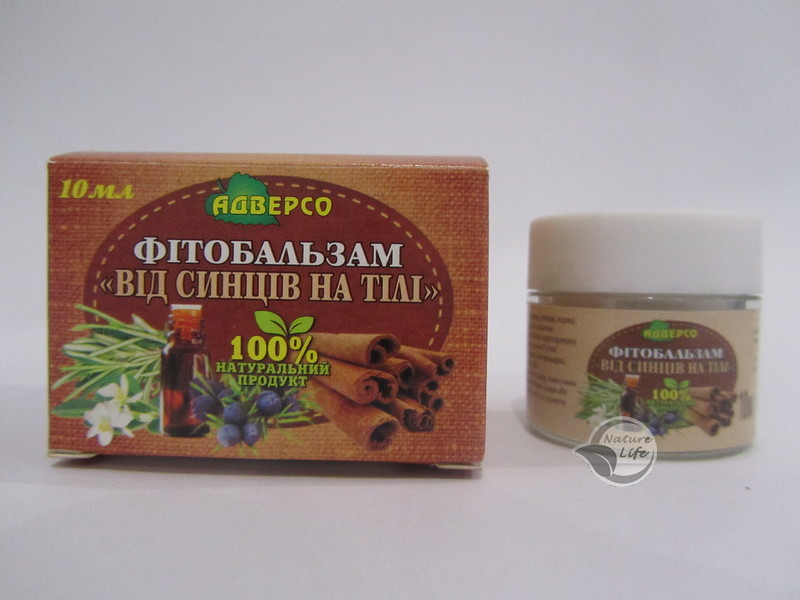 10 мл
АДВЕРСО
ФІТОБАЛЬЗАМ
«ВІД СИНЦІВ НА ТІЛІ»
100%
НАТУРАЛЬНИЙ
ПРОДУКТ
АДВЕРСО
ФІТОБАЛЬЗАМ
«ВІД СИНЦІВ НА ТІЛІ»
100%
Nature
Life